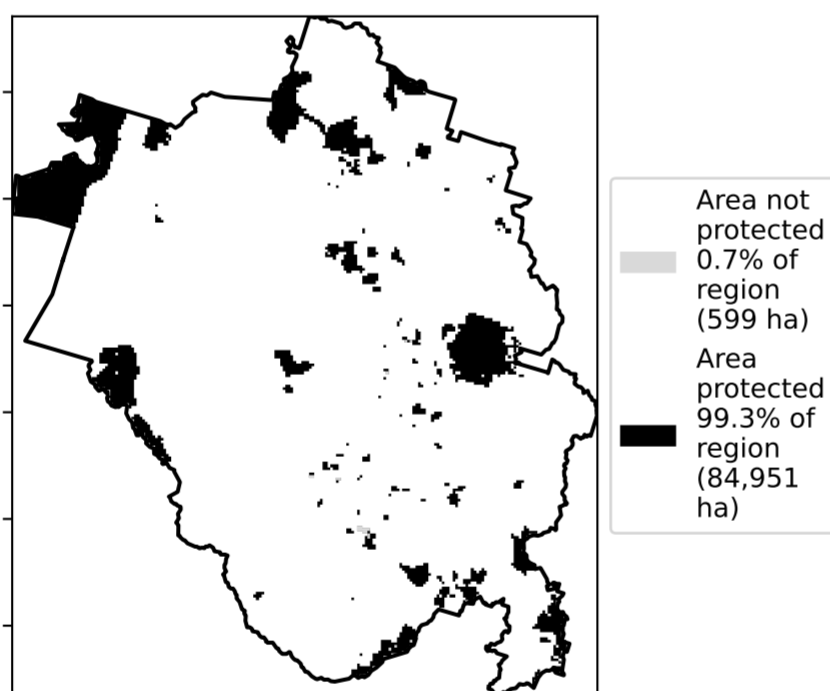 Area not
protected
0.7% of
region
(599 ha)
Area
protected
99.3% of
region
(84,951
ha)